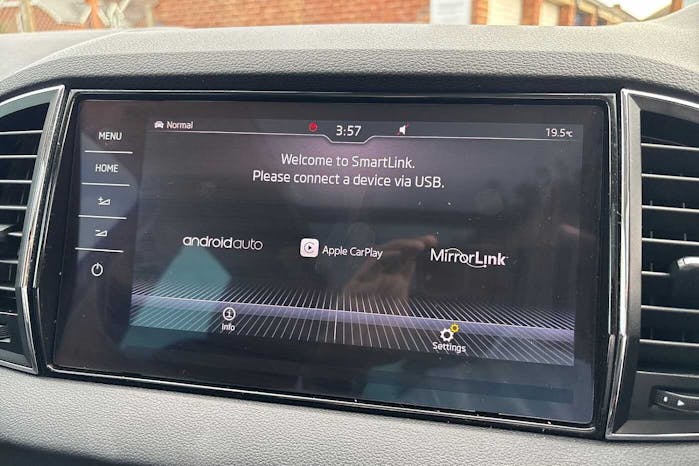 MENU
HOME
Normal
3:57
19.5°C
Welcome to SmartLink.
Please connect a device via USB.
androidauto
Apple CarPlay
MirrorLink
Info
Settings